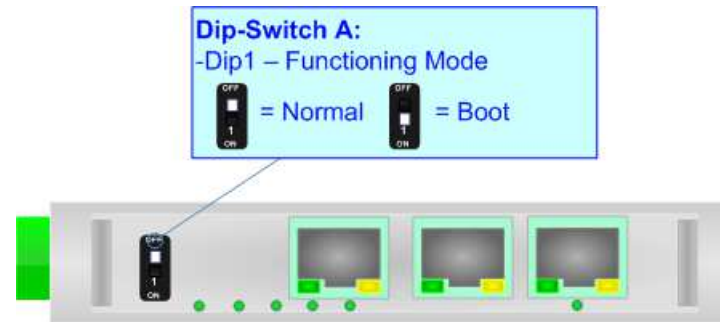 Dip-Switch A:
-Dip1 – Functioning Mode
OFF
1
ON
= Normal
OFF
1
ON
= Boot
OFF
1
ON